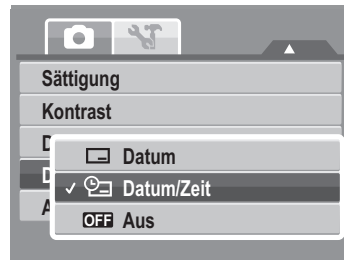 Sättigung
Kontrast
D
Datum
D
✓ Datum/Zeit
A
OFF Aus